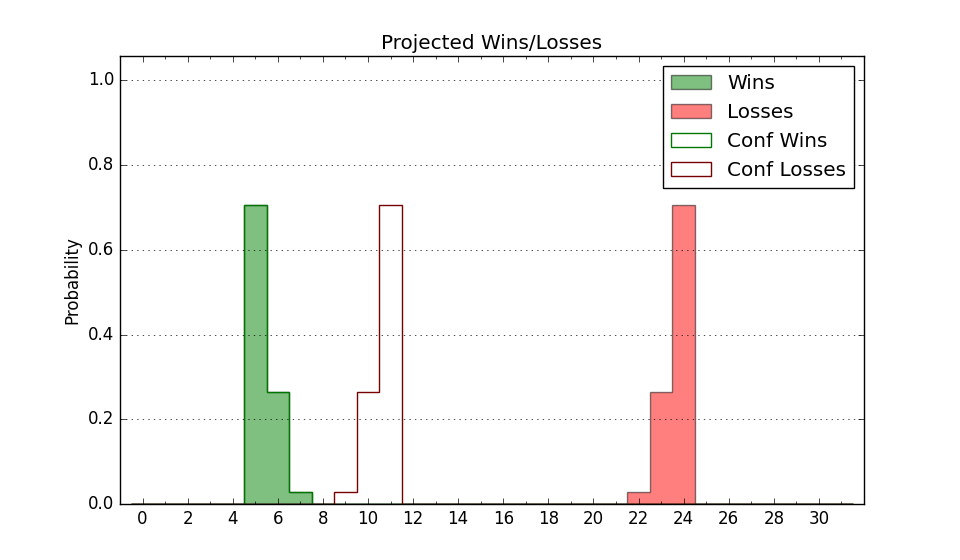 Projected Wins/Losses
Wins
Losses
Conf Wins
Conf Losses
Probability
1.0
0.8
0.6
0.4
0.2
0.0
0 2 4 6 8 10 12 14 16 18 20 22 24 26 28 30